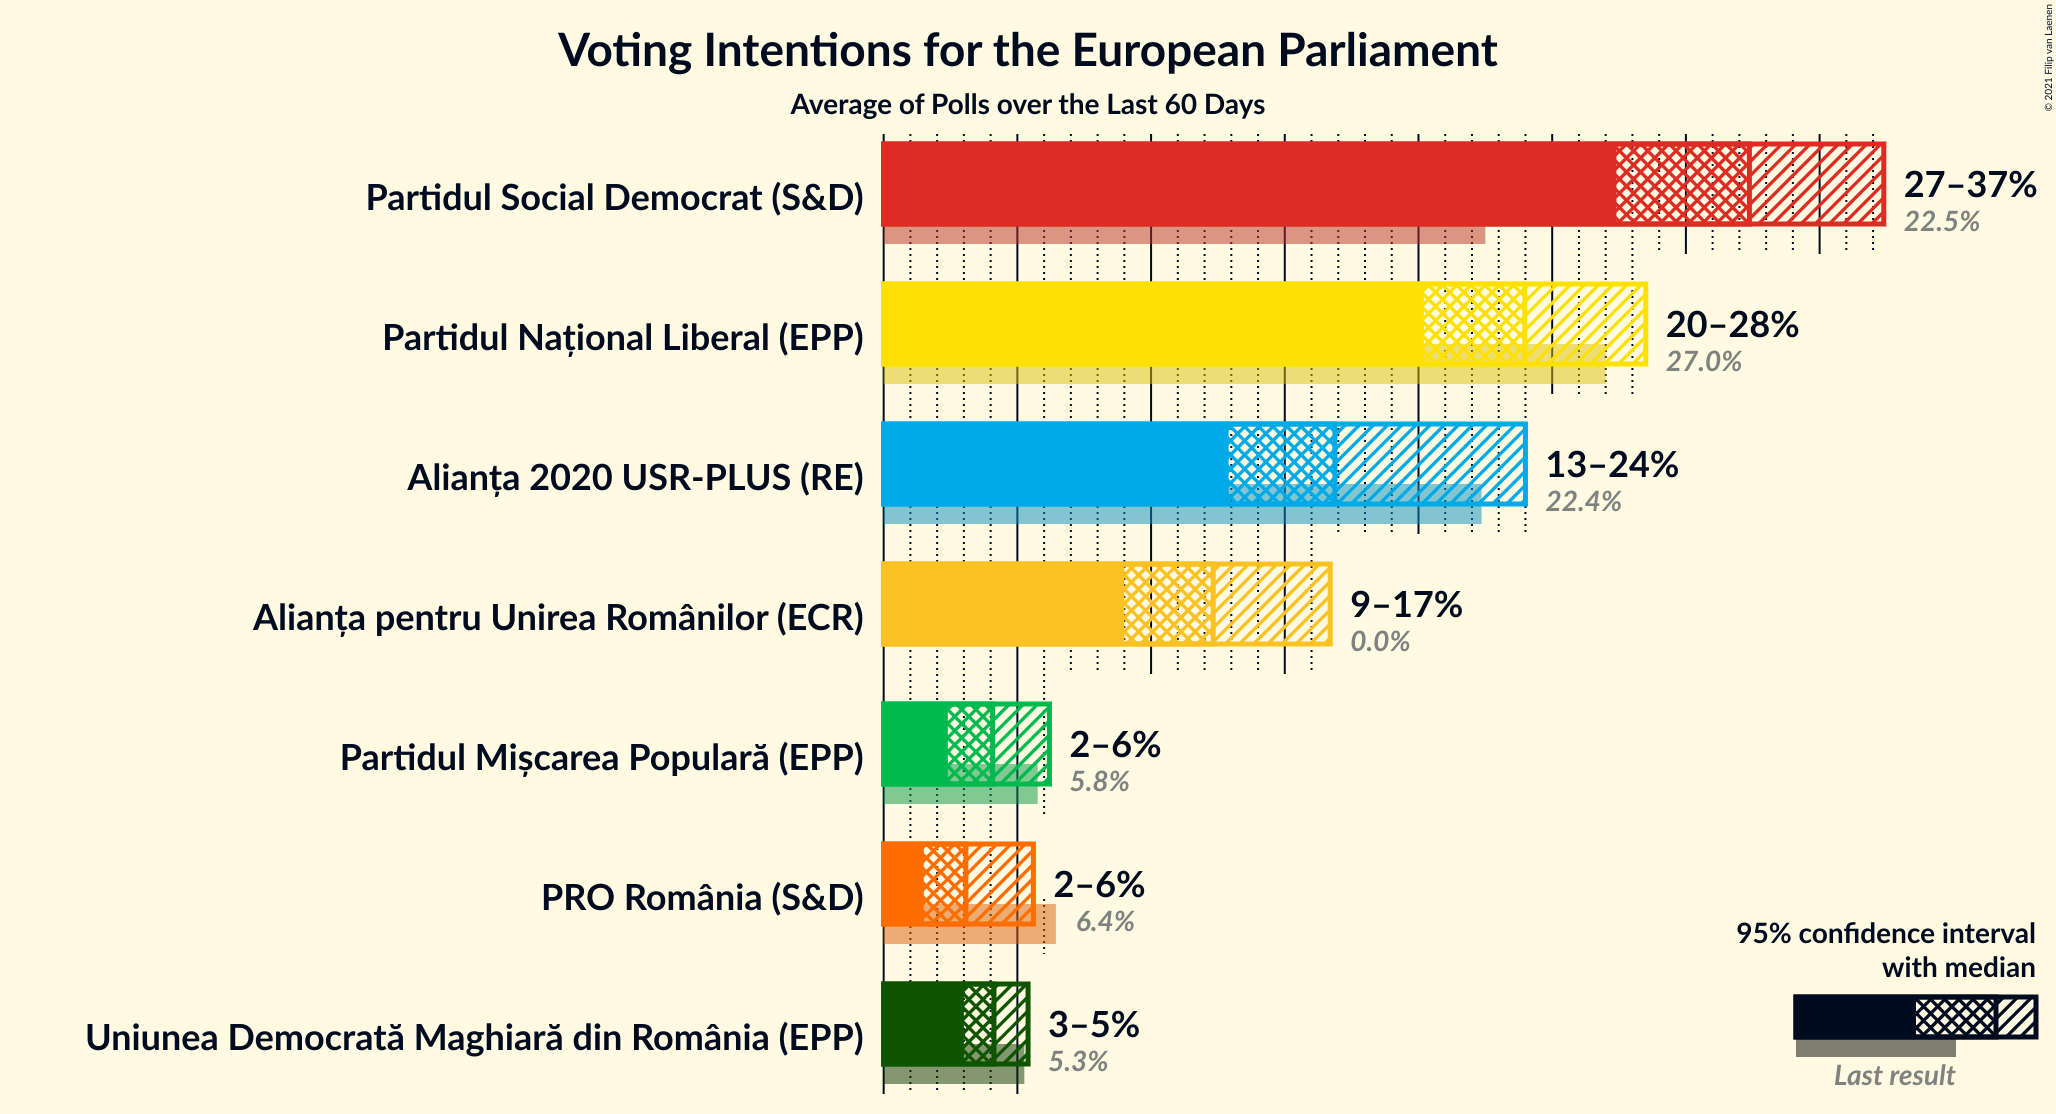 © 2021 Filip van Laenen
Voting Intentions for the European Parliament
Average of Polls over the Last 60 Days
Partidul Social Democrat (S&D)
27–37%
22.5%
Partidul Național Liberal (EPP)
20–28%
27.0%
Alianța 2020 USR-PLUS (RE)
13–24%
22.4%
Alianța pentru Unirea Românilor (ECR)
9–17%
0.0%
Partidul Mișcarea Populară (EPP)
2–6%
5.8%
PRO România (S&D)
2–6%
6.4%
Uniunea Democrată Maghiară din România (EPP)
3–5%
5.3%
95% confidence interval
with median
Last result